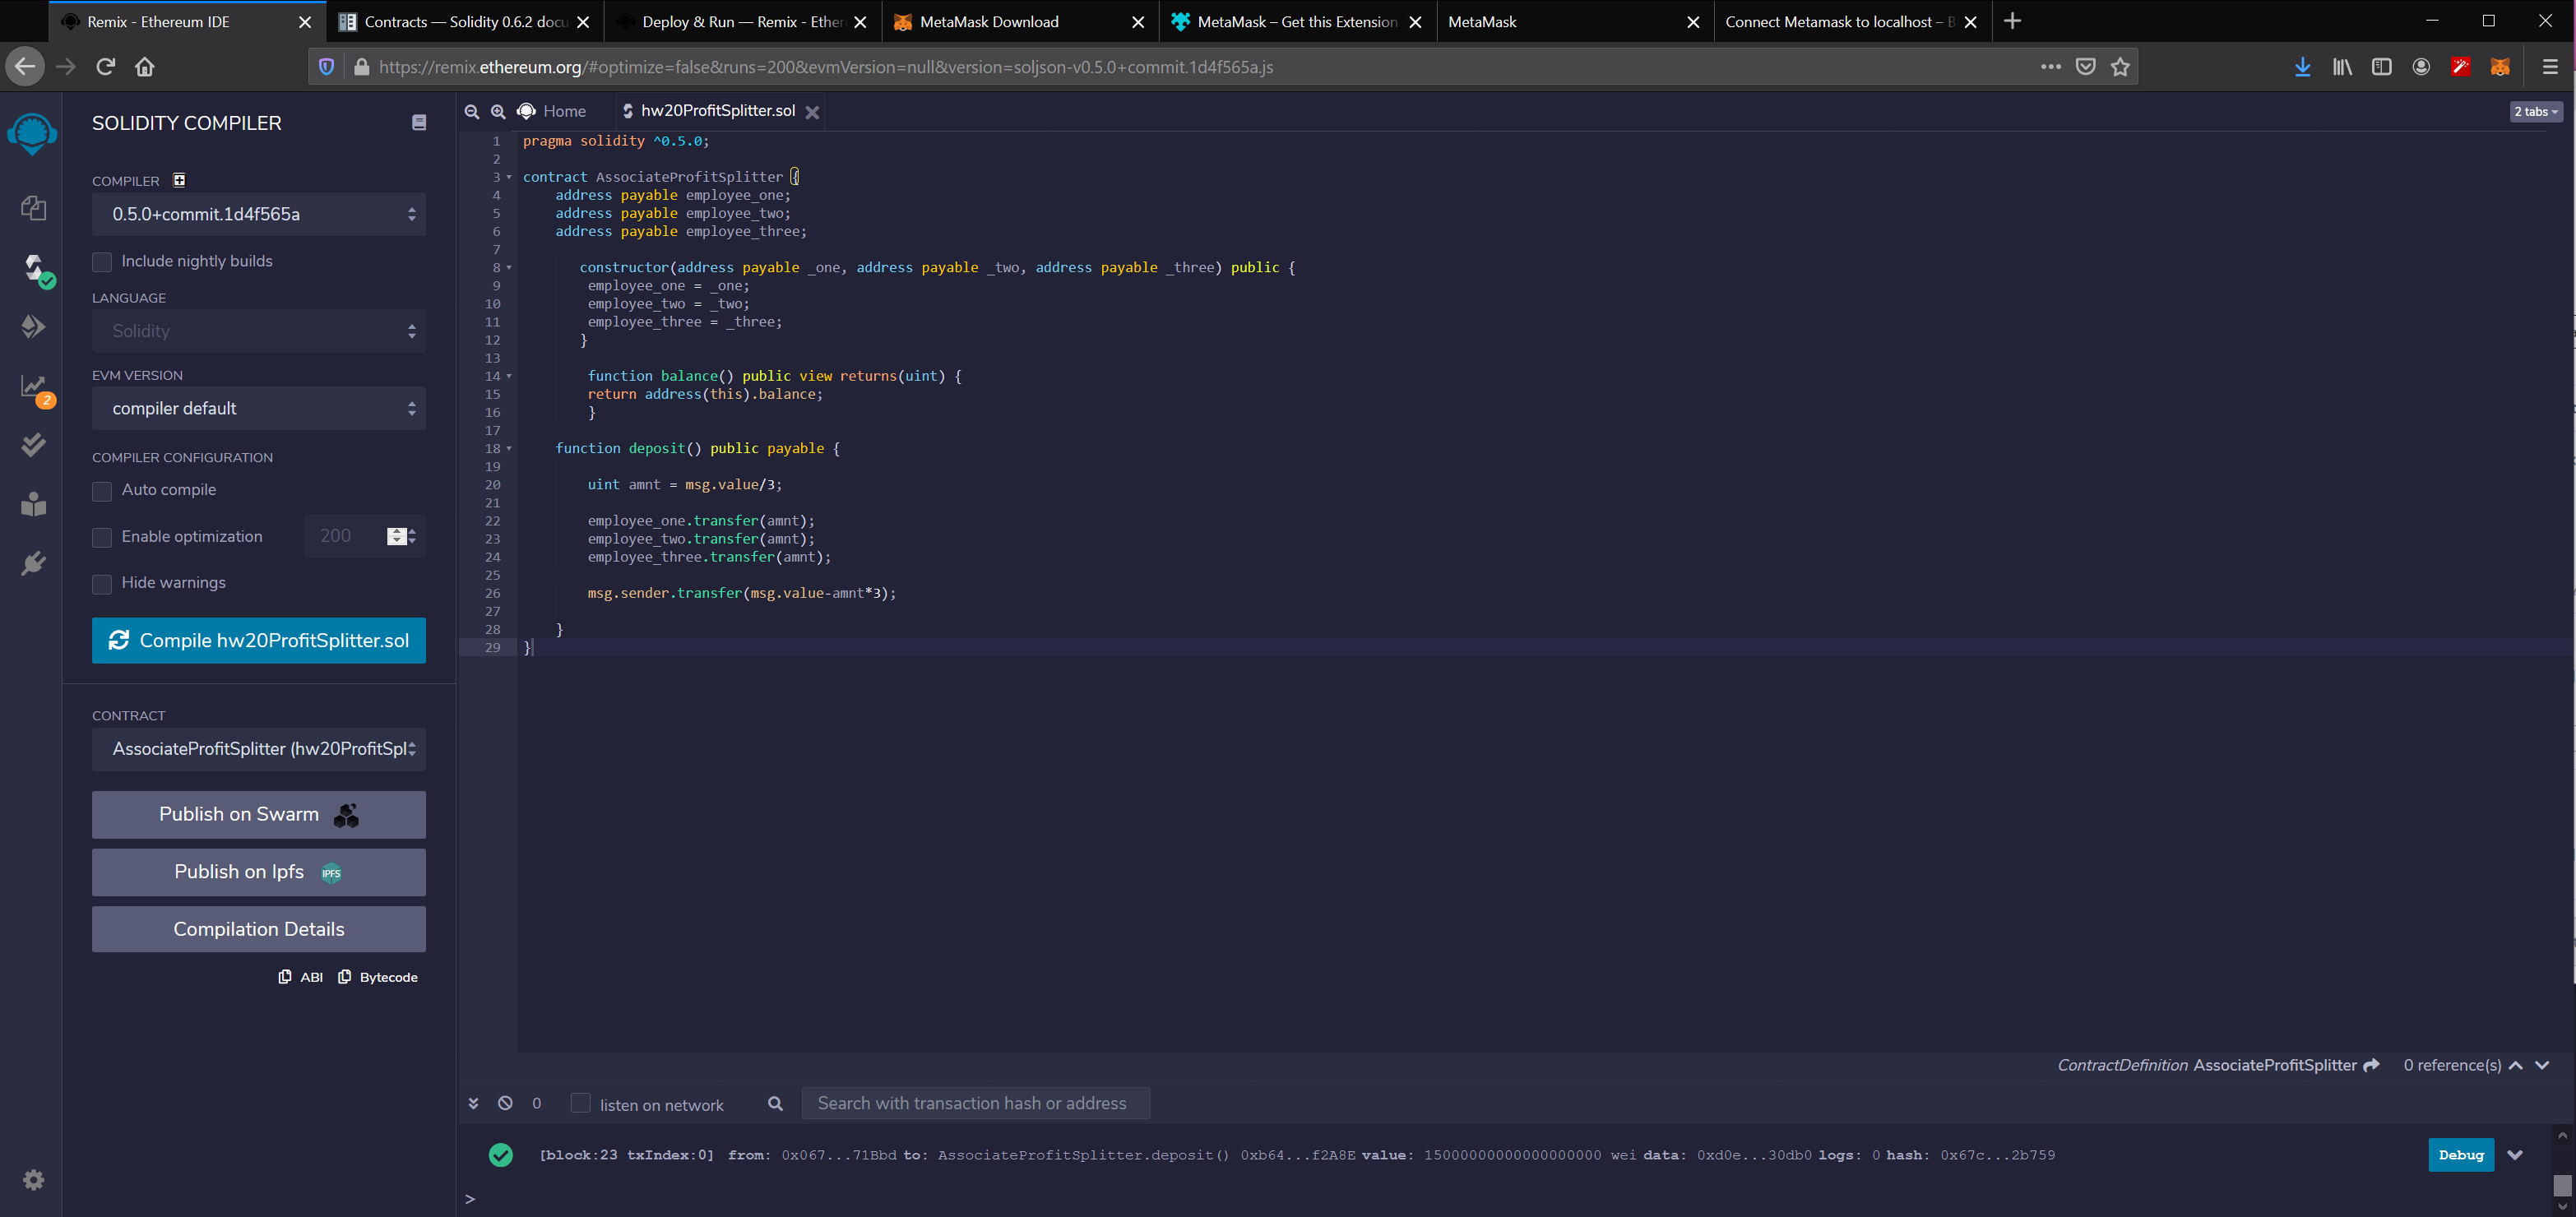 Remix - Ethereum IDE
Contracts — Solidity 0.6.2 docu
Deploy & Run — Remix - Ether
MetaMask Download
MetaMask – Get this Extension
MetaMask
Connect Metamask to localhost –
https://remix.ethereum.org/#optimize=false&runs=200&evmVersion=null&version=soljson-v0.5.0+commit.1d4f565a.js
SOLIDITY COMPILER
COMPILER
0.5.0+commit.1d4f565a
Include nightly builds
LANGUAGE
Solidity
EVM VERSION
compiler default
2
COMPILER CONFIGURATION
Auto compile
Enable optimization
200
Hide warnings
Compile hw20ProfitSplitter.sol
CONTRACT
AssociateProfitSplitter (hw20ProfitSpl
Publish on Swarm
Publish on Ipfs
IPFS
Compilation Details
ABI Bytecode
Home
hw20ProfitSplitter.sol
2 tabs
1 pragma solidity ^0.5.0;
2
3 contract AssociateProfitSplitter {
4 address payable employee_one;
5 address payable employee_two;
6 address payable employee_three;
7
8 constructor(address payable _one, address payable _two, address payable _three) public {
9 employee_one = _one;
10 employee_two = _two;
11 employee_three = _three;
12 }
13
14 function balance() public view returns(uint) {
15 return address(this).balance;
16 }
17
18 function deposit() public payable {
19
20 uint amnt = msg.value/3;
21
22 employee_one.transfer(amnt);
23 employee_two.transfer(amnt);
24 employee_three.transfer(amnt);
25
26 msg.sender.transfer(msg.value-amnt*3);
27
28 }
29 }
ContractDefinition AssociateProfitSplitter 0 reference(s)
0
listen on network
Search with transaction hash or address
[block:23 txIndex:0] from: 0x067...71Bbd to: AssociateProfitSplitter.deposit() 0xb64...f2A8E value: 15000000000000000000 wei data: 0xd0e...30db0 logs: 0 hash: 0x67c...2b759
Debug
>